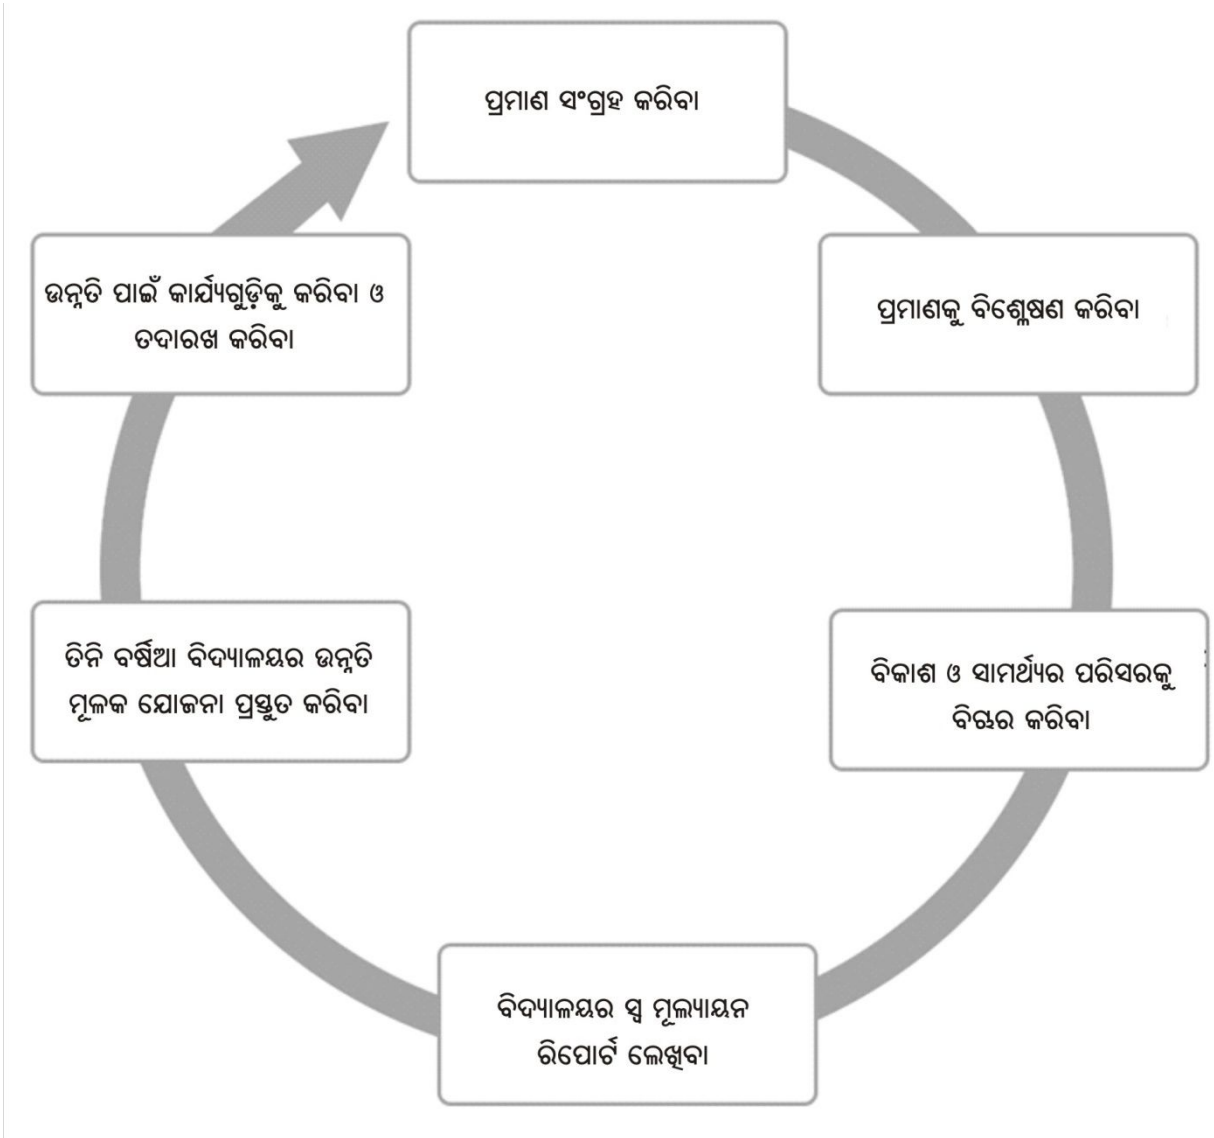 ପ୍ରମାଣ ସଂଗ୍ରହ କରିବା
ପ୍ରମାଣକୁ ବିଶ୍ଳେଷଣ କରିବା
ବିକାଶ ଓ ସାମର୍ଥ୍ୟର ପରିସରକୁ
ବିଚାର କରିବା
ବିଦ୍ୟାଳୟର ସ୍ୱ ମୂଲ୍ୟାୟନ
ରିପୋର୍ଟ ଲେଖିବା
ତିନି ବର୍ଷିଆ ବିଦ୍ୟାଳୟର ଉନ୍ନତି
ମୂଳକ ଯୋଜନା ପ୍ରସ୍ତୁତ କରିବା
ଉନ୍ନତି ପାଇଁ କାର୍ଯ୍ୟଗୁଡ଼ିକୁ କରିବା ଓ
ତଦାରଖ କରିବା